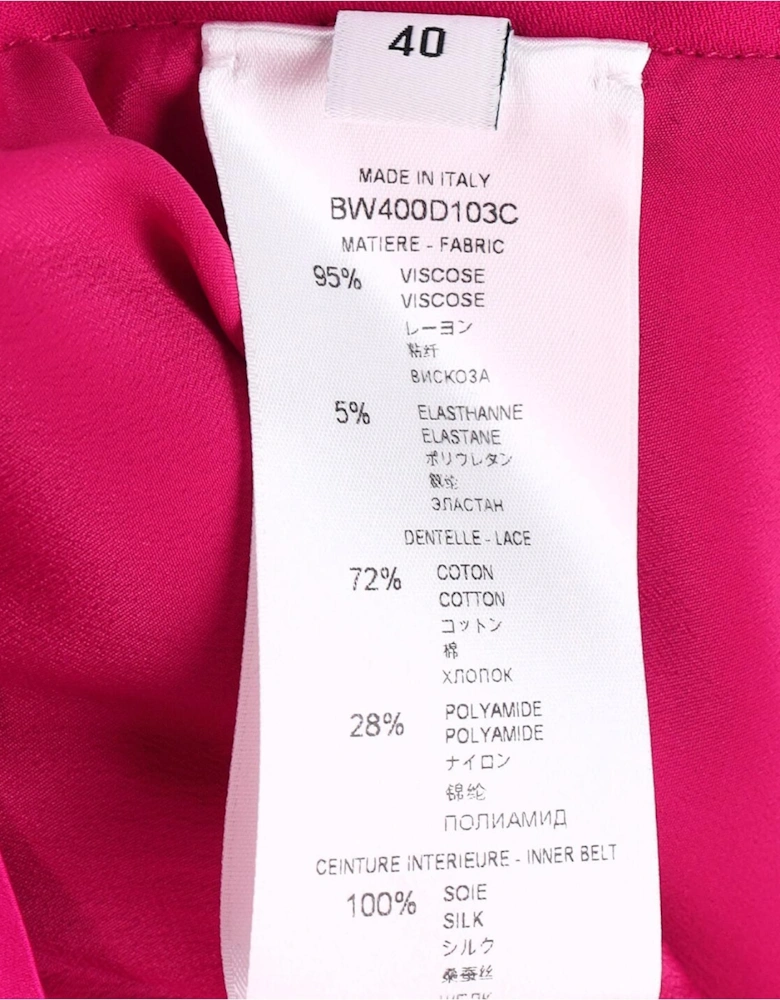 40
MADE IN ITALY
BW400D103C
MATIERE - FABRIC
95% VISCOSE
VISCOSE
レーヨン
粘纤
ВИСКОЗА
5% ELASTHANNE
ELASTANE
ポリウレタン
氨纶
ЭЛАСТАН
DENTELLE - LACE
72% COTON
COTTON
コットン
棉
ХЛОПОК
28% POLYAMIDE
POLYAMIDE
ナイロン
锦纶
ПОЛИАМИД
CEINTURE INTERIEURE - INNER BELT
100% SOIE
SILK
シルク
桑蚕丝